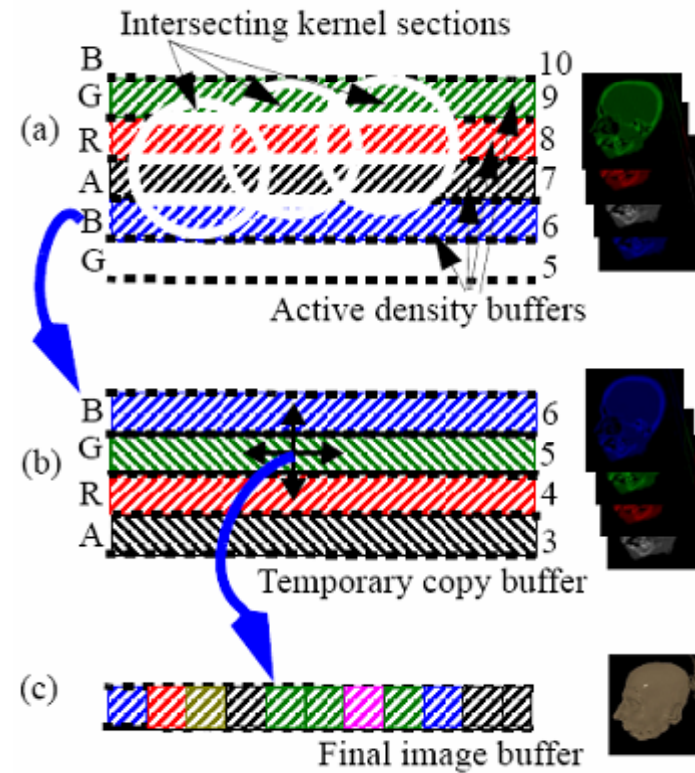 Intersecting kernel sections
B 10
G 9
(a)
R 8
A 7
B 6
G 5
Active density buffers
B 6
(b) G 5
R 4
A 3
Temporary copy buffer
(c)
Final image buffer